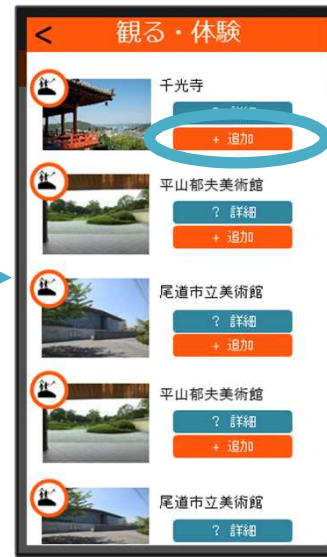 < 観る・体験
千光寺
? 詳細
+ 追加
平山郁夫美術館
? 詳細
+ 追加
尾道市立美術館
? 詳細
+ 追加
平山郁夫美術館
? 詳細
+ 追加
尾道市立美術館
? 詳細